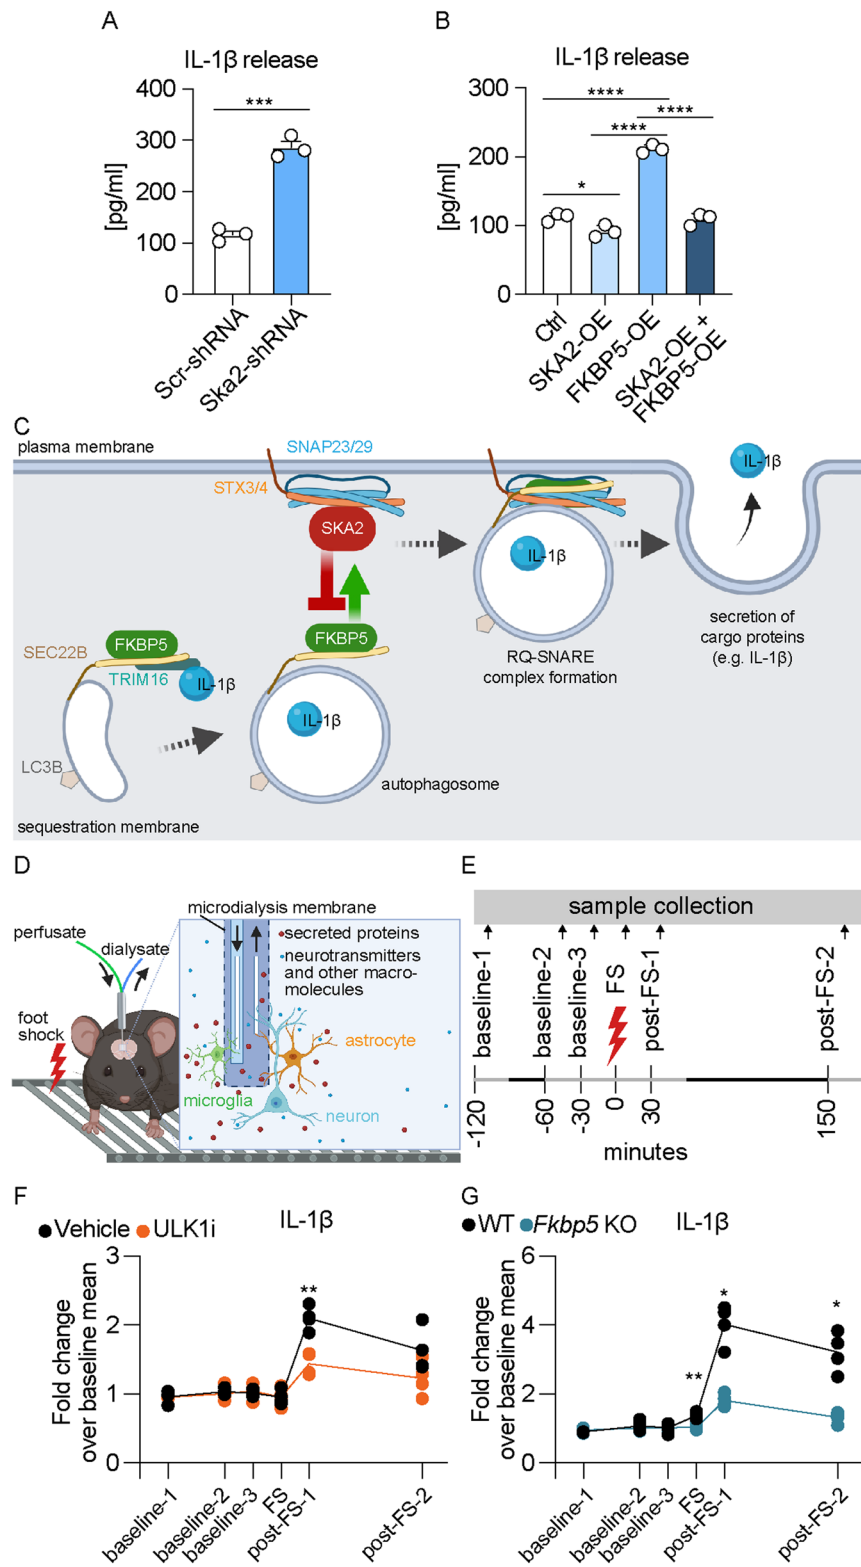 A
IL-1β release
[pg/ml]
400
300
200
100
0
***
Scr-shRNA
Ska2-shRNA
B
IL-1β release
[pg/ml]
300
200
100
0
****
****
****
*
Ctrl
SKA2-OE
FKBP5-OE
SKA2-OE +
FKBP5-OE
C
plasma membrane
SNAP23/29
STX3/4
SKA2
IL-1β
IL-1β
secretion of
cargo proteins
(e.g. IL-1β)
RQ-SNARE
complex formation
FKBP5
SEC22B
FKBP5
TRIM16
IL-1β
IL-1β
LC3B
autophagosome
sequestration membrane
D
microdialysis membrane
perfusate
dialysate
secreted proteins
neurotransmitters
and other macro-
molecules
foot
shock
astrocyte
microglia
neuron
E
sample collection
baseline-1
baseline-2
baseline-3
FS
post-FS-1
post-FS-2
-120
-60
-30
0
30
150
minutes
F
IL-1β
Vehicle
ULK1i
Fold change
over baseline mean
3
2
1
0
**
baseline-1
baseline-2
baseline-3
FS
post-FS-1
post-FS-2
G
WT
Fkbp5 KO
IL-1β
Fold change
over baseline mean
6
4
2
0
**
*
*
baseline-1
baseline-2
baseline-3
FS
post-FS-1
post-FS-2